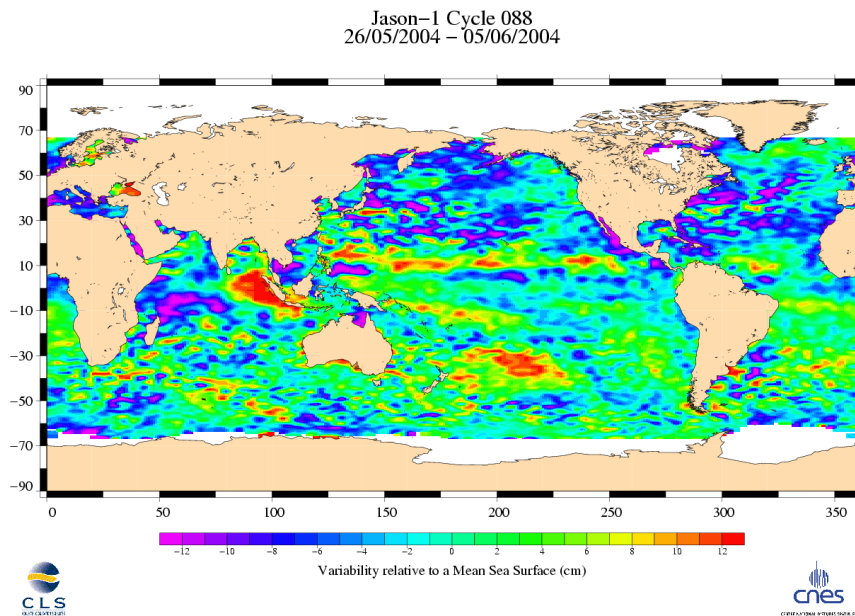 Jason−1 Cycle 088
26/05/2004 − 05/06/2004
90
70
50
30
10
−10
−30
−50
−70
−90
0 50 100 150 200 250 300 350
−12 −10 −8 −6 −4 −2 0 2 4 6 8 10 12
Variability relative to a Mean Sea Surface (cm)
CLS
cnes